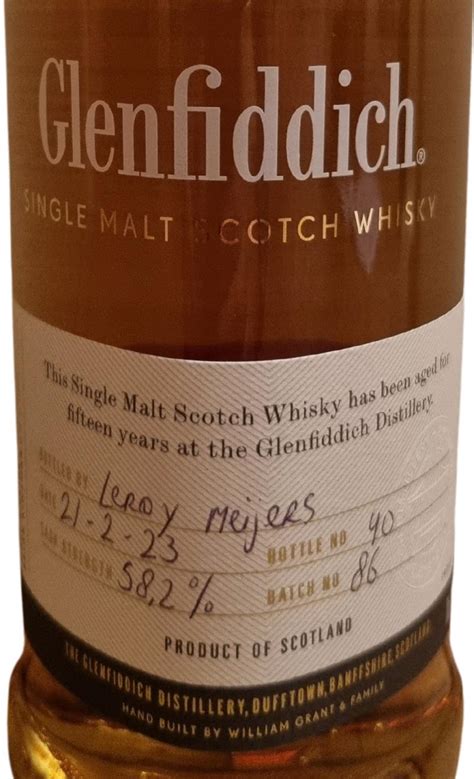 Glenfiddich®
SINGLE MALT SCOTCH WHISKY
This Single Malt Scotch Whisky has been aged for
fifteen years at the Glenfiddich Distillery.
BOTTLED BY Leroy Meijers
DATE 21-2-23 BOTTLE NO 40
CASK STRENGTH 58,2% BATCH NO 86
PRODUCT OF SCOTLAND
THE GLENFIDDICH DISTILLERY, DUFFTOWN, BANFFSHIRE SCOTLAND
HAND BUILT BY WILLIAM GRANT & FAMILY